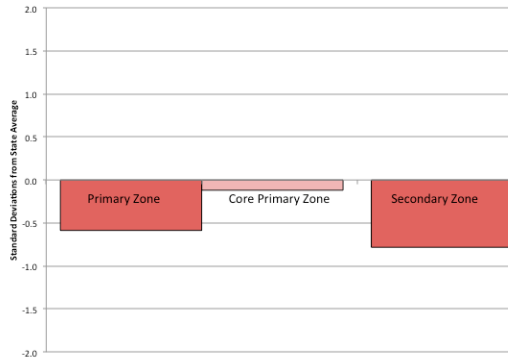 Standard Deviations from State Average
2.0
1.5
1.0
0.5
0.0
-0.5
-1.0
-1.5
-2.0
Primary Zone
Core Primary Zone
Secondary Zone